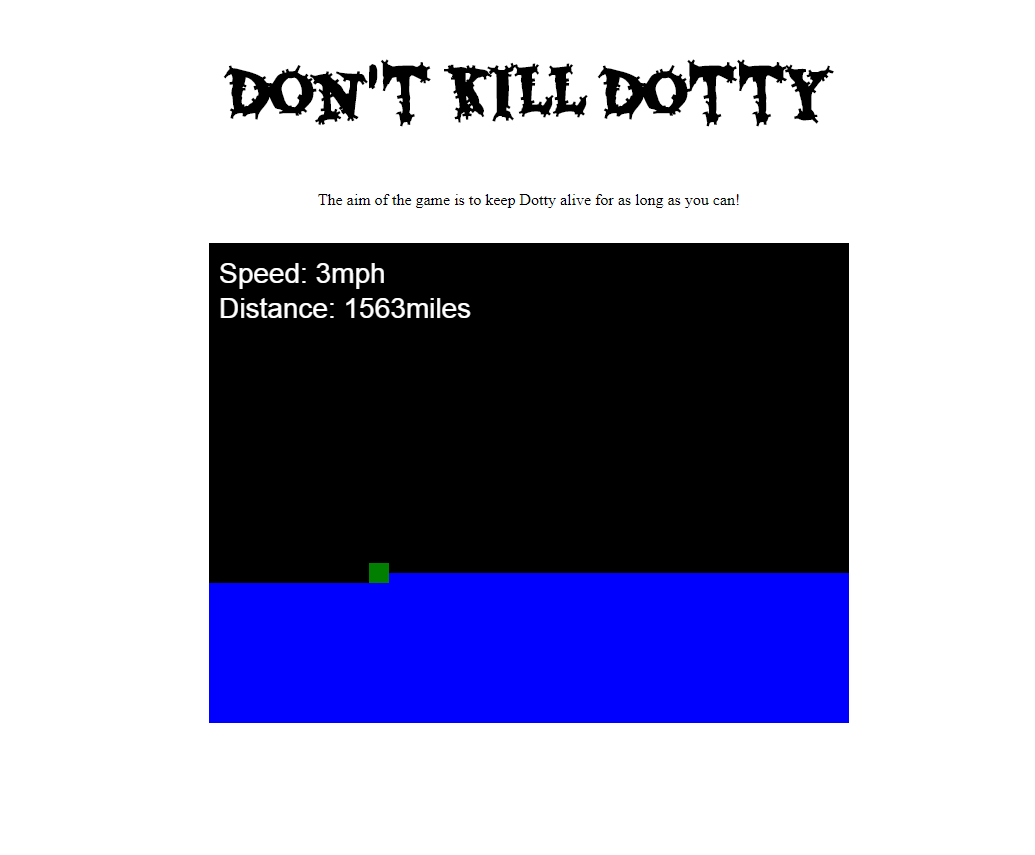 DON'T KILL DOTTY
The aim of the game is to keep Dotty alive for as long as you can!
Speed: 3mph
Distance: 1563miles